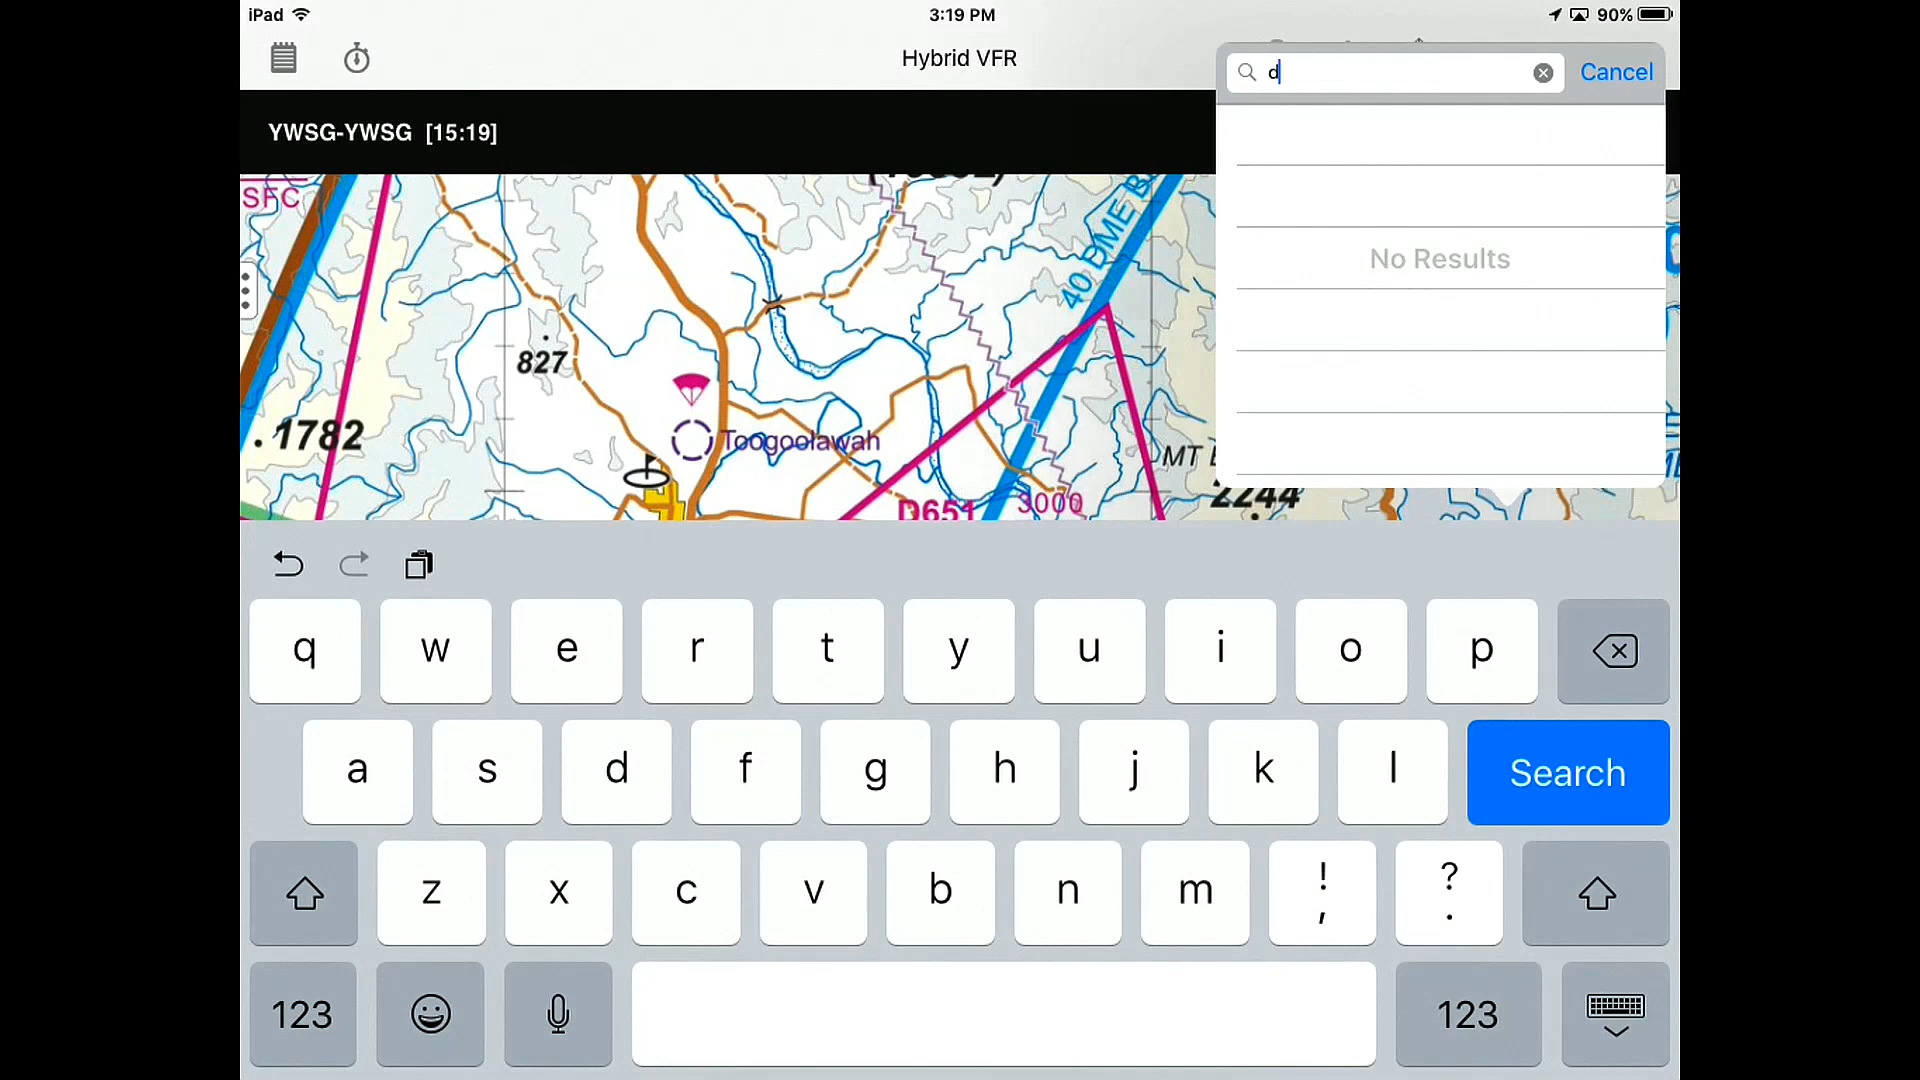 iPad
3:19 PM
90%
Hybrid VFR
d
Cancel
YWSG-YWSG [15:19]
No Results
SFC
40 DME
827
1782
Toogoolawah
MT
2244
D651
3000
q w e r t y u i o p
a s d f g h j k l Search
z x c v b n m ! , ? .
123 123